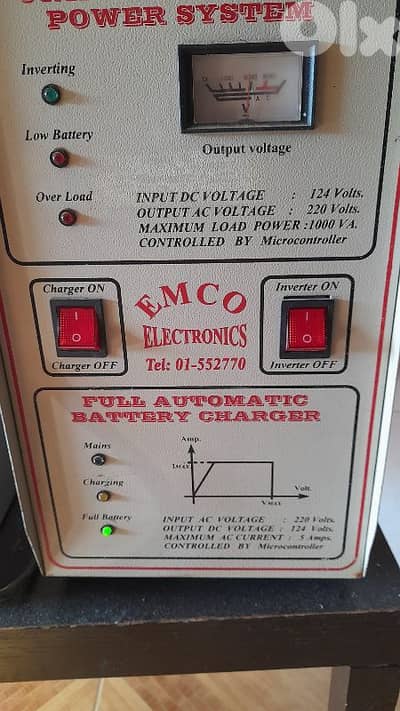 POWER SYSTEM
olx
Inverting
Low Battery
Over Load
A C
V
Output voltage
INPUT DC VOLTAGE : 124 Volts.
OUTPUT AC VOLTAGE : 220 Volts.
MAXIMUM LOAD POWER :1000 VA.
CONTROLLED BY Microcontroller
Charger ON
Charger OFF
EMCO
ELECTRONICS
Tel: 01-552770
Inverter ON
Inverter OFF
FULL AUTOMATIC
BATTERY CHARGER
Mains
Charging
Full Battery
Amp.
IMAX
Volt.
VMAX
INPUT AC VOLTAGE : 220 Volts.
OUTPUT DC VOLTAGE : 124 Volts.
MAXIMUM AC CURRENT : 5 Amps.
CONTROLLED BY Microcontroller